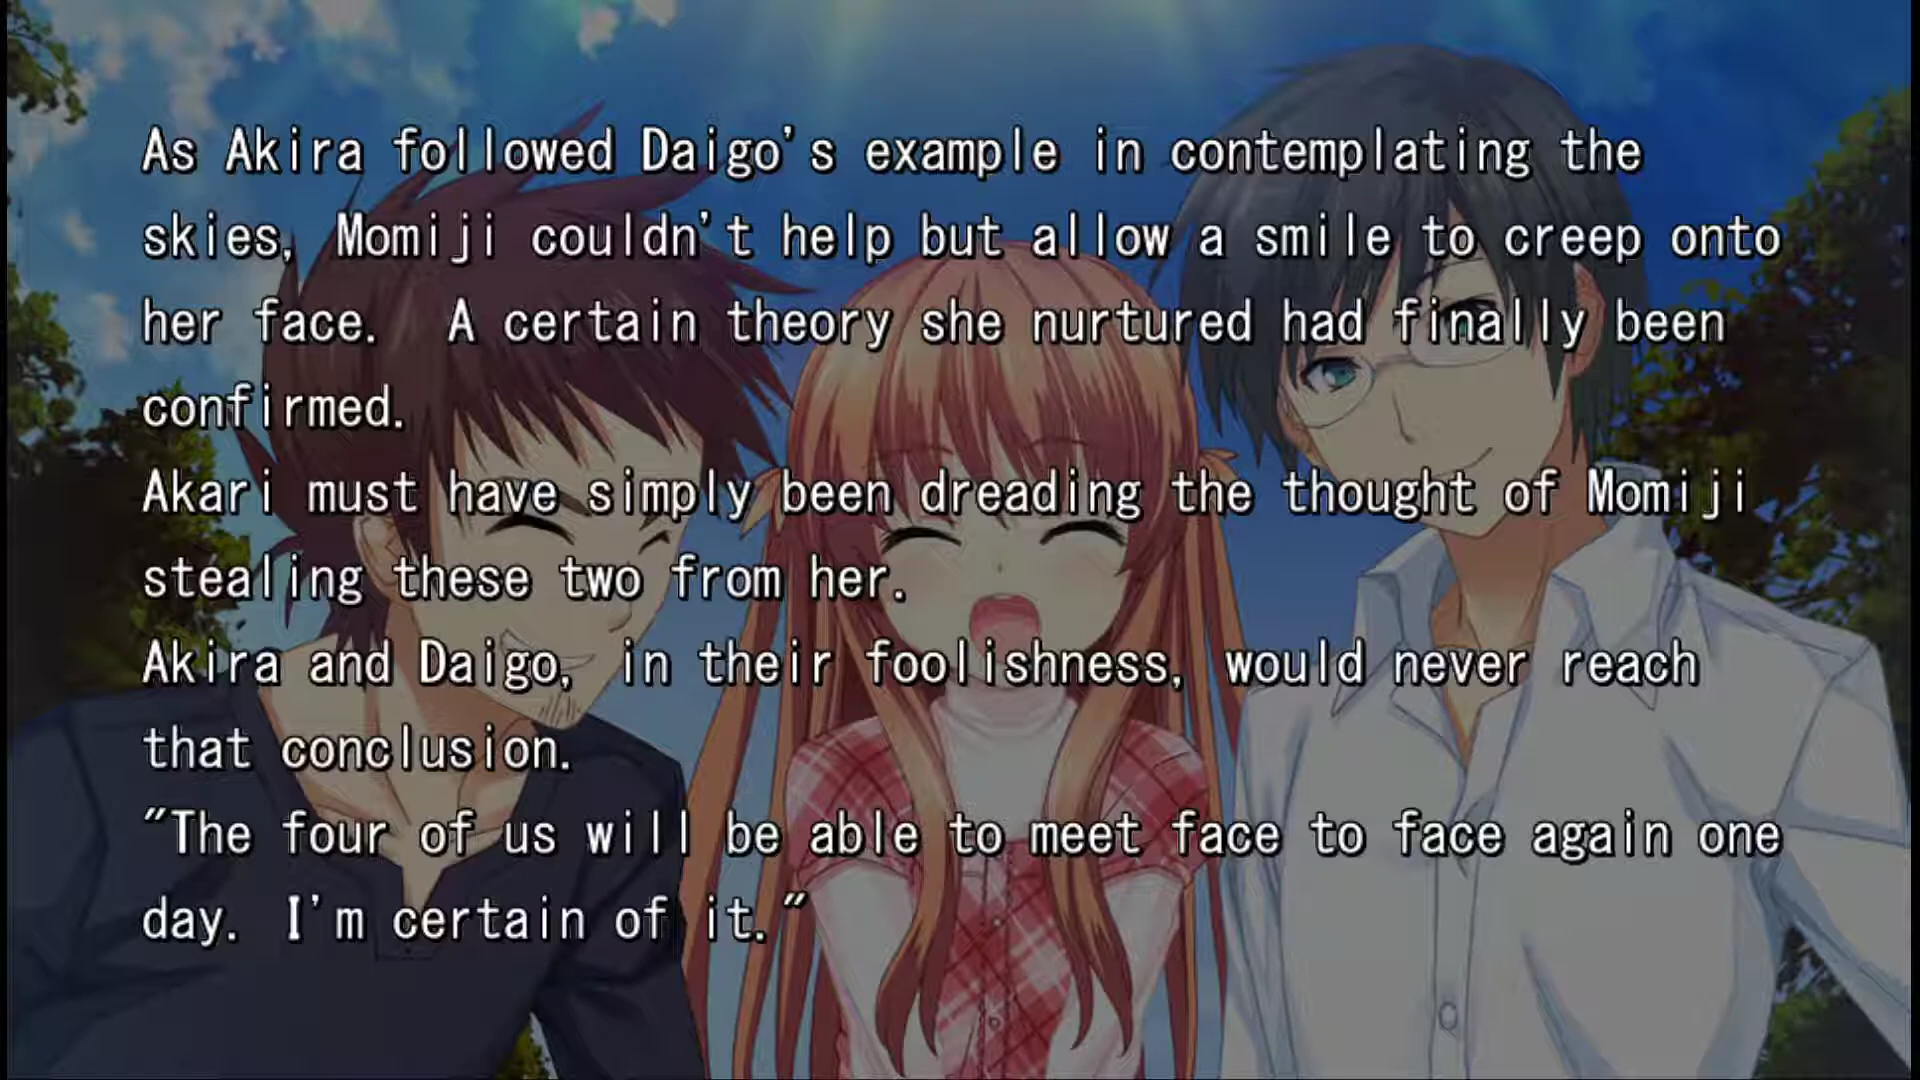 As Akira followed Daigo's example in contemplating the
skies, Momiji couldn't help but allow a smile to creep onto
her face.  A certain theory she nurtured had finally been
confirmed.
Akari must have simply been dreading the thought of Momiji
stealing these two from her.
Akira and Daigo, in their foolishness, would never reach
that conclusion.
"The four of us will be able to meet face to face again one
day. I'm certain of it."